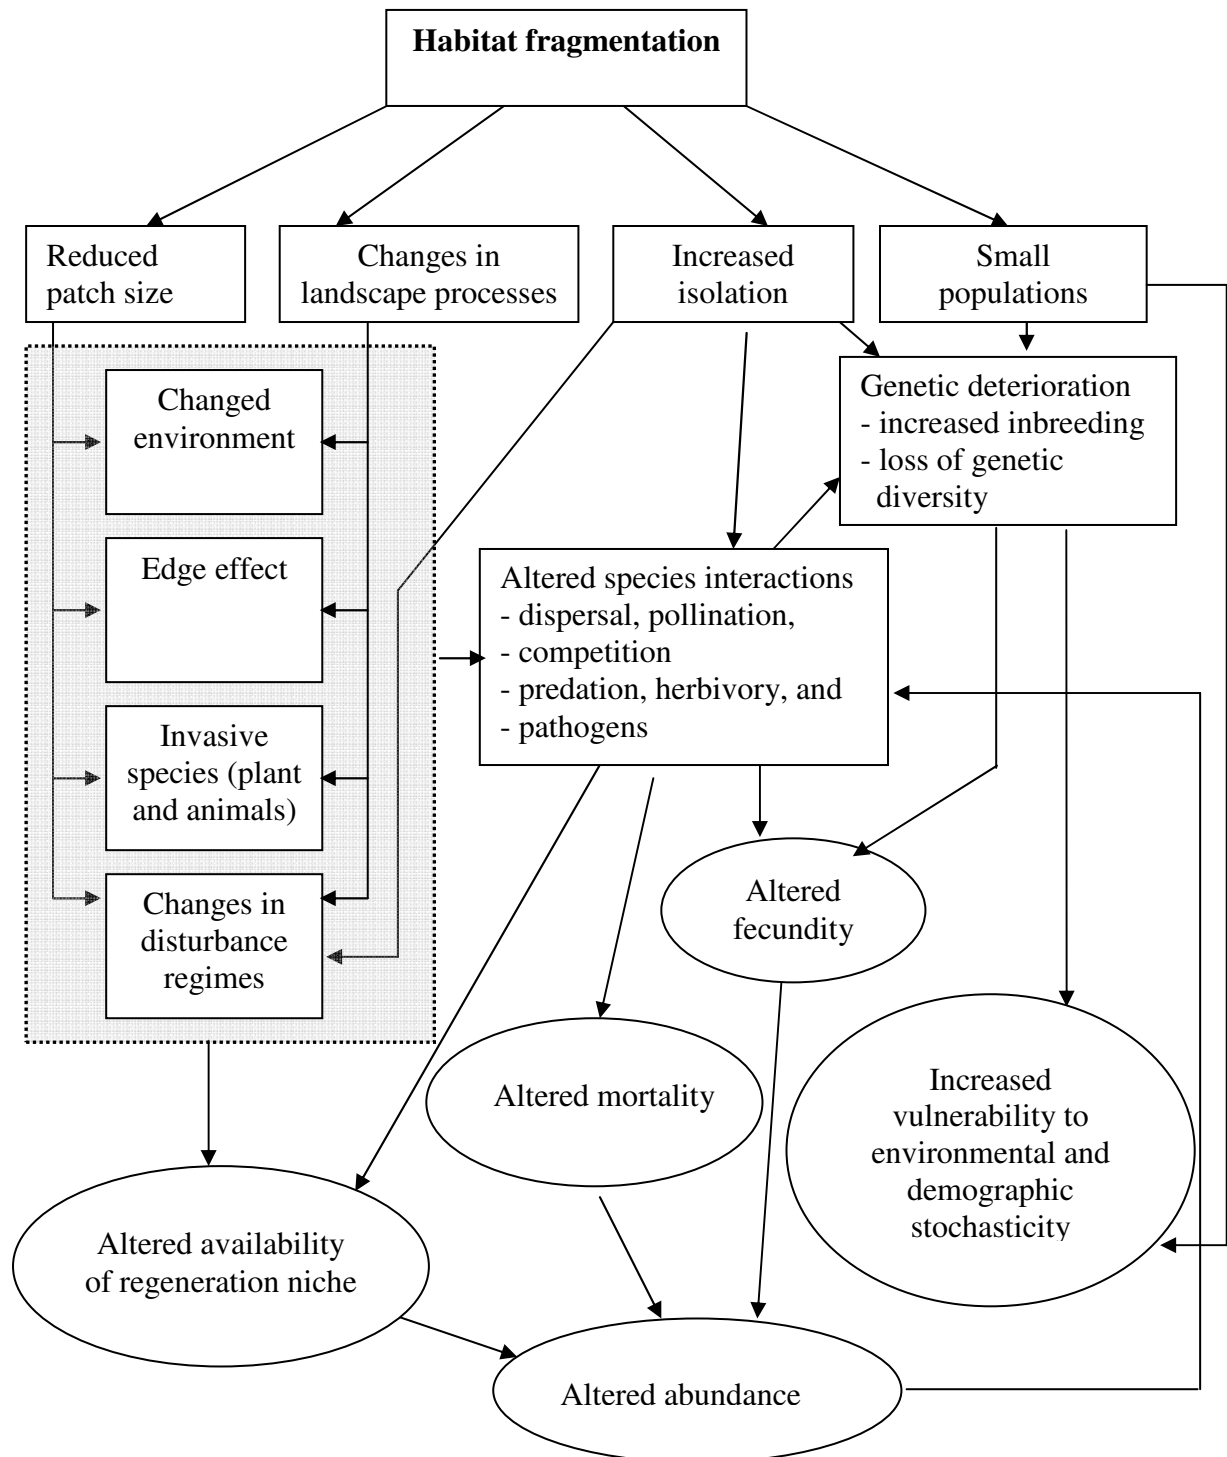 Habitat fragmentation
Reduced
patch size
Changes in
landscape processes
Increased
isolation
Small
populations
Changed
environment
Genetic deterioration
- increased inbreeding
- loss of genetic
diversity
Edge effect
Altered species interactions
- dispersal, pollination,
- competition
- predation, herbivory, and
- pathogens
Invasive
species (plant
and animals)
Changes in
disturbance
regimes
Altered
fecundity
Altered mortality
Increased
vulnerability to
environmental and
demographic
stochasticity
Altered availability
of regeneration niche
Altered abundance